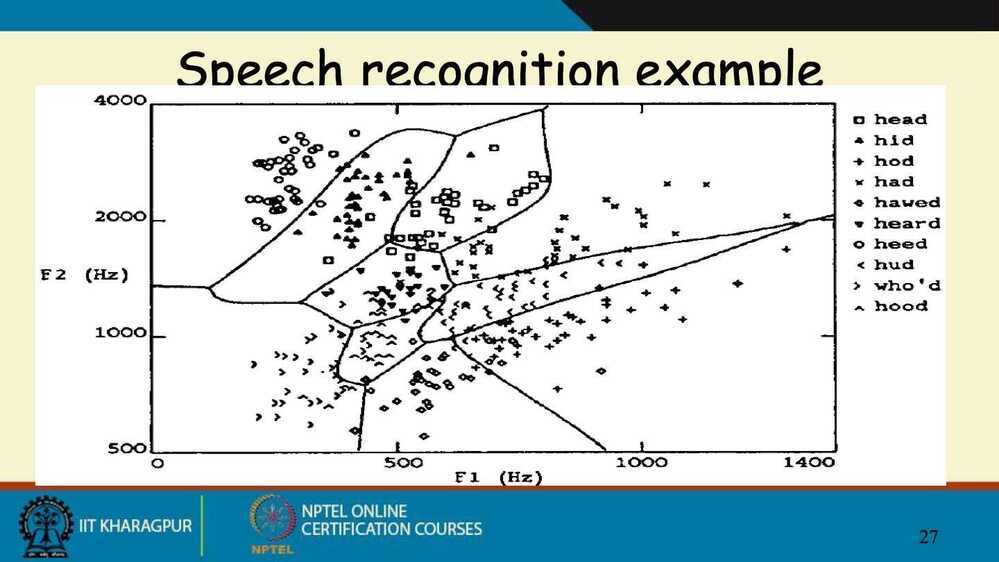 Speech recognition example
4000
2000
F2 (Hz)
1000
500
0 500 1000 1400
F1 (Hz)
head
hid
hod
had
hawed
heard
heed
hud
who'd
hood
IIT KHARAGPUR
NPTEL
NPTEL ONLINE
CERTIFICATION COURSES
27